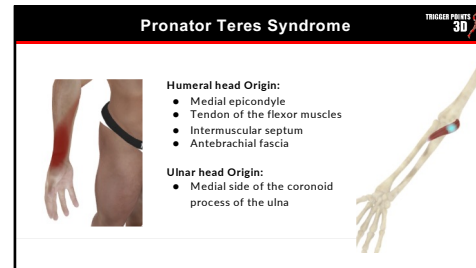 Pronator Teres Syndrome
TRIGGER POINTS
3D
Humeral head Origin:
● Medial epicondyle
● Tendon of the flexor muscles
● Intermuscular septum
● Antebrachial fascia
Ulnar head Origin:
● Medial side of the coronoid
process of the ulna